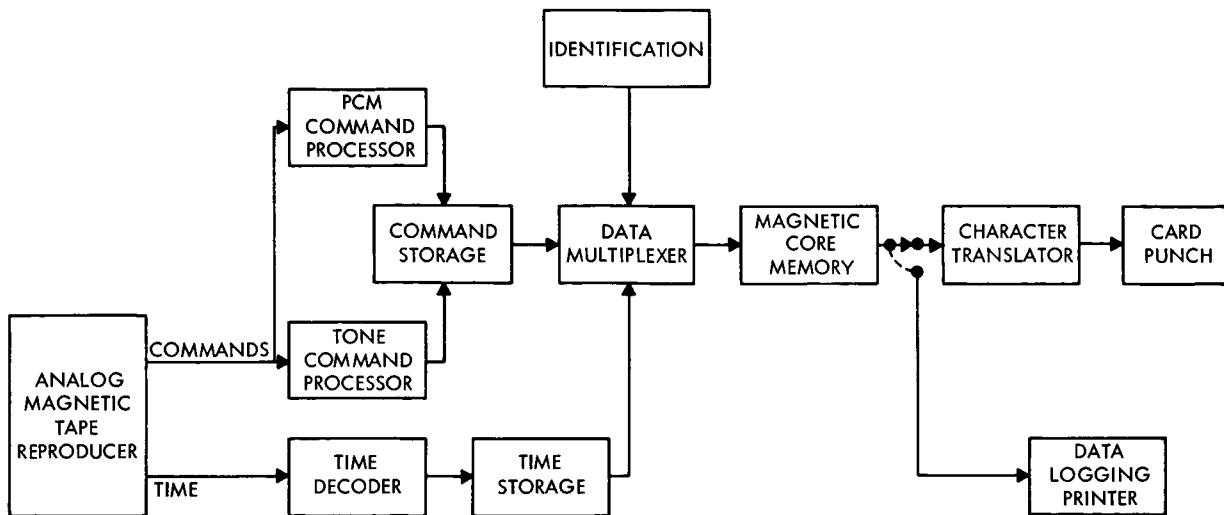 IDENTIFICATION
PCM
COMMAND
PROCESSOR
COMMAND
STORAGE
DATA
MULTIPLEXER
MAGNETIC
CORE
MEMORY
CHARACTER
TRANSLATOR
CARD
PUNCH
COMMANDS
TONE
COMMAND
PROCESSOR
ANALOG
MAGNETIC
TAPE
REPRODUCER
TIME
TIME
DECODER
TIME
STORAGE
DATA
LOGGING
PRINTER